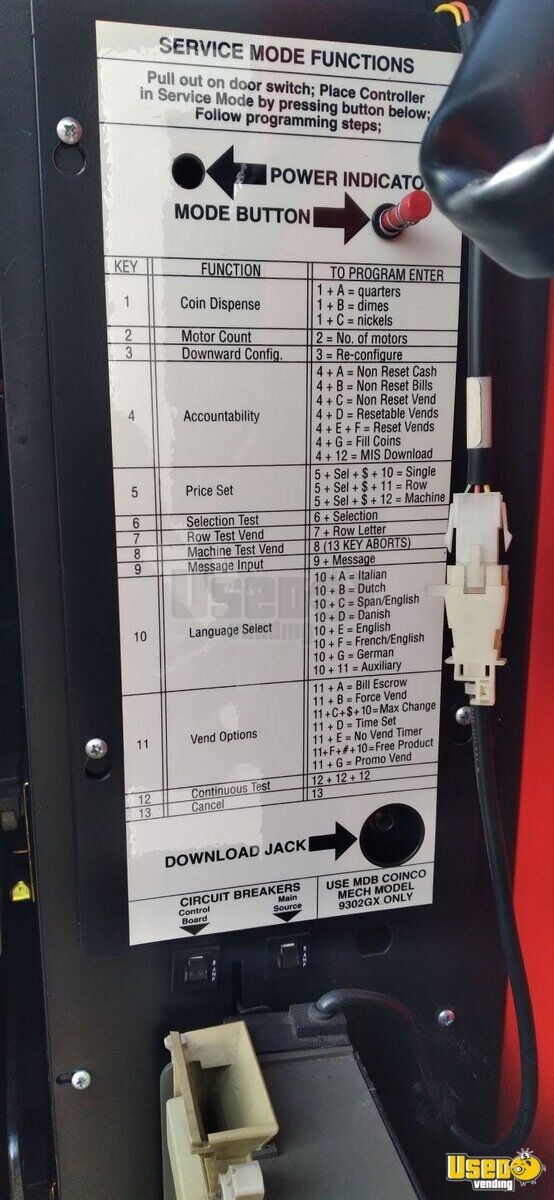 SERVICE MODE FUNCTIONS
Pull out on door switch; Place Controller
in Service Mode by pressing button below;
Follow programming steps;
POWER INDICATO
MODE BUTTON
KEY FUNCTION TO PROGRAM ENTER
1 Coin Dispense
1 + A = quarters
1 + B = dimes
1 + C = nickels
2 Motor Count 2 = No. of motors
3 Downward Config. 3 = Re-configure
4 Accountability
4 + A = Non Reset Cash
4 + B = Non Reset Bills
4 + C = Non Reset Vend
4 + D = Resetable Vends
4 + E + F = Reset Vends
4 + G = Fill Coins
4 + 12 = MIS Download
5 Price Set
5 + Sel + $ + 10 = Single
5 + Sel + $ + 11 = Row
5 + Sel + $ + 12 = Machine
6 Selection Test 6 + Selection
7 Row Test Vend 7 + Row Letter
8 Machine Test Vend 8 (13 KEY ABORTS)
9 Message Input 9 + Message
10 Language Select
10 + A = Italian
10 + B = Dutch
10 + C = Span/English
10 + D = Danish
10 + E = English
10 + F = French/English
10 + G = German
10 + 11 = Auxiliary
11 Vend Options
11 + A = Bill Escrow
11 + B = Force Vend
11+C+$+10=Max Change
11 + D = Time Set
11 + E = No Vend Timer
11+F+#+10=Free Product
11 + G = Promo Vend
12 Continuous Test 12 + 12 + 12
13 Cancel 13
DOWNLOAD JACK
CIRCUIT BREAKERS
Control
Board
Main
Source
USE MDB COINCO
MECH MODEL
9302GX ONLY
5 AMP
Used
vending
Used
vending